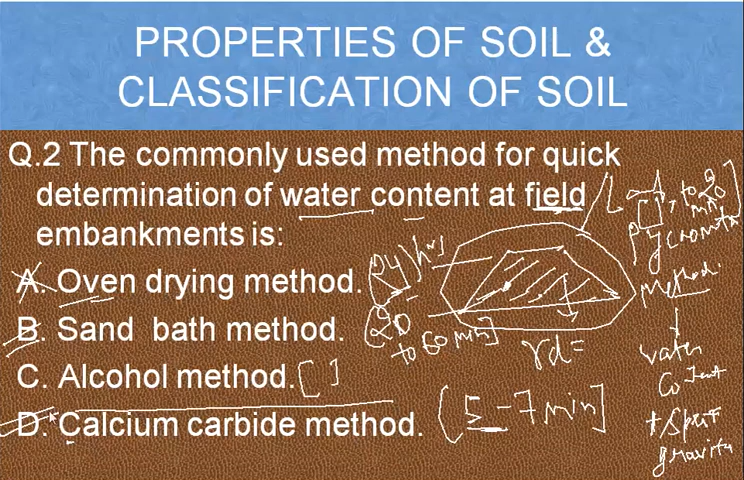 PROPERTIES OF SOIL &
CLASSIFICATION OF SOIL
Q.2 The commonly used method for quick
determination of water content at field
embankments is:
A. Oven drying method. (24) hrs
B. Sand bath method. (20
to 60 min)
C. Alcohol method. [ ]
D.* Calcium carbide method. (5 - 7 min]
γd =
Pycnometer
method.
water
Content
+ Speci
gravity